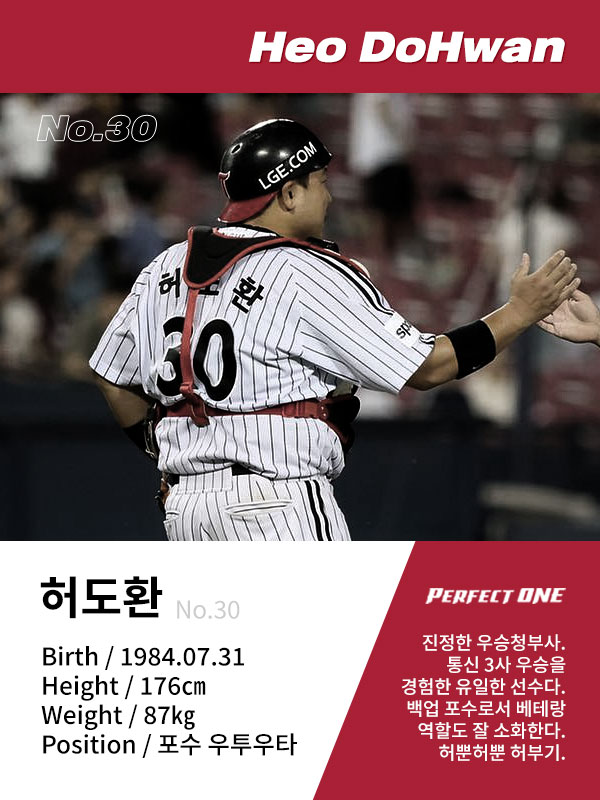 Heo DoHwan
No.30
LGE.COM
허도환
30
허도환 No.30
Birth / 1984.07.31
Height / 176㎝
Weight / 87㎏
Position / 포수 우투우타
PERFECT ONE
진정한 우승청부사.
통신 3사 우승을
경험한 유일한 선수다.
백업 포수로서 베테랑
역할도 잘 소화한다.
허뿐허뿐 허부기.